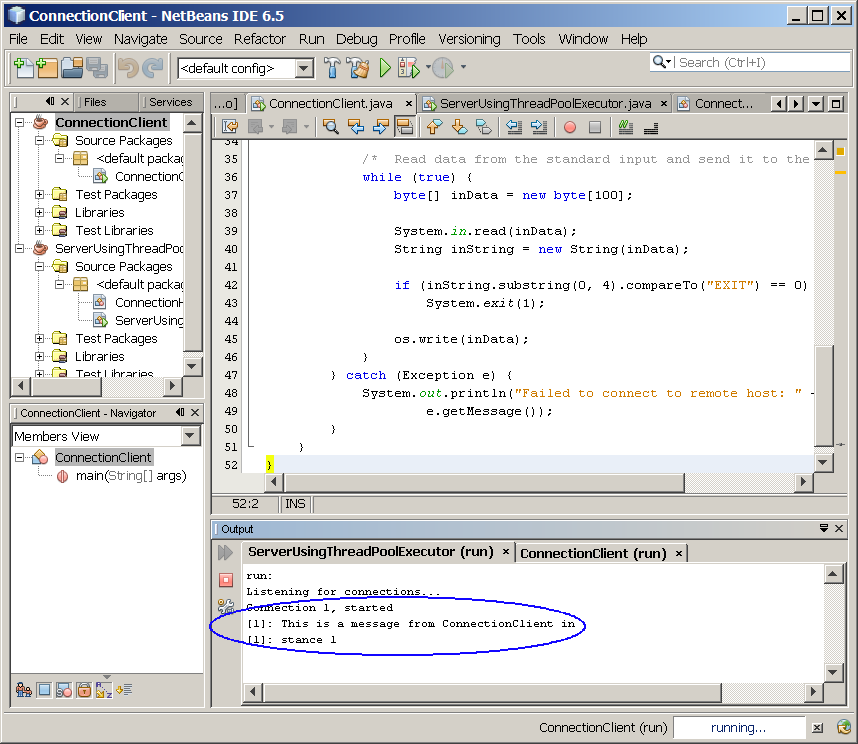 ConnectionClient - NetBeans IDE 6.5
File Edit View Navigate Source Refactor Run Debug Profile Versioning Tools Window Help
<default config>
Search (Ctrl+I)
Files
Services
ConnectionClient
Source Packages
<default packa
ConnectionC
Test Packages
Libraries
Test Libraries
ServerUsingThreadPoo
Source Packages
<default packa
ConnectionH
ServerUsing
Test Packages
Libraries
Test Libraries
ConnectionClient - Navigator
Members View
ConnectionClient
main(String[] args)
...o]
ConnectionClient.java
ServerUsingThreadPoolExecutor.java
Connect...
34
35 /* Read data from the standard input and send it to the
36 while (true) {
37 byte[] inData = new byte[100];
38
39 System.in.read(inData);
40 String inString = new String(inData);
41
42 if (inString.substring(0, 4).compareTo("EXIT") == 0)
43 System.exit(1);
44
45 os.write(inData);
46 }
47 } catch (Exception e) {
48 System.out.println("Failed to connect to remote host: " +
49 e.getMessage());
50 }
51 }
52 }
52:2 INS
Output
ServerUsingThreadPoolExecutor (run) ×
ConnectionClient (run) ×
run:
Listening for connections...
Connection 1, started
[1]: This is a message from ConnectionClient in
[1]: stance 1
ConnectionClient (run)
running...